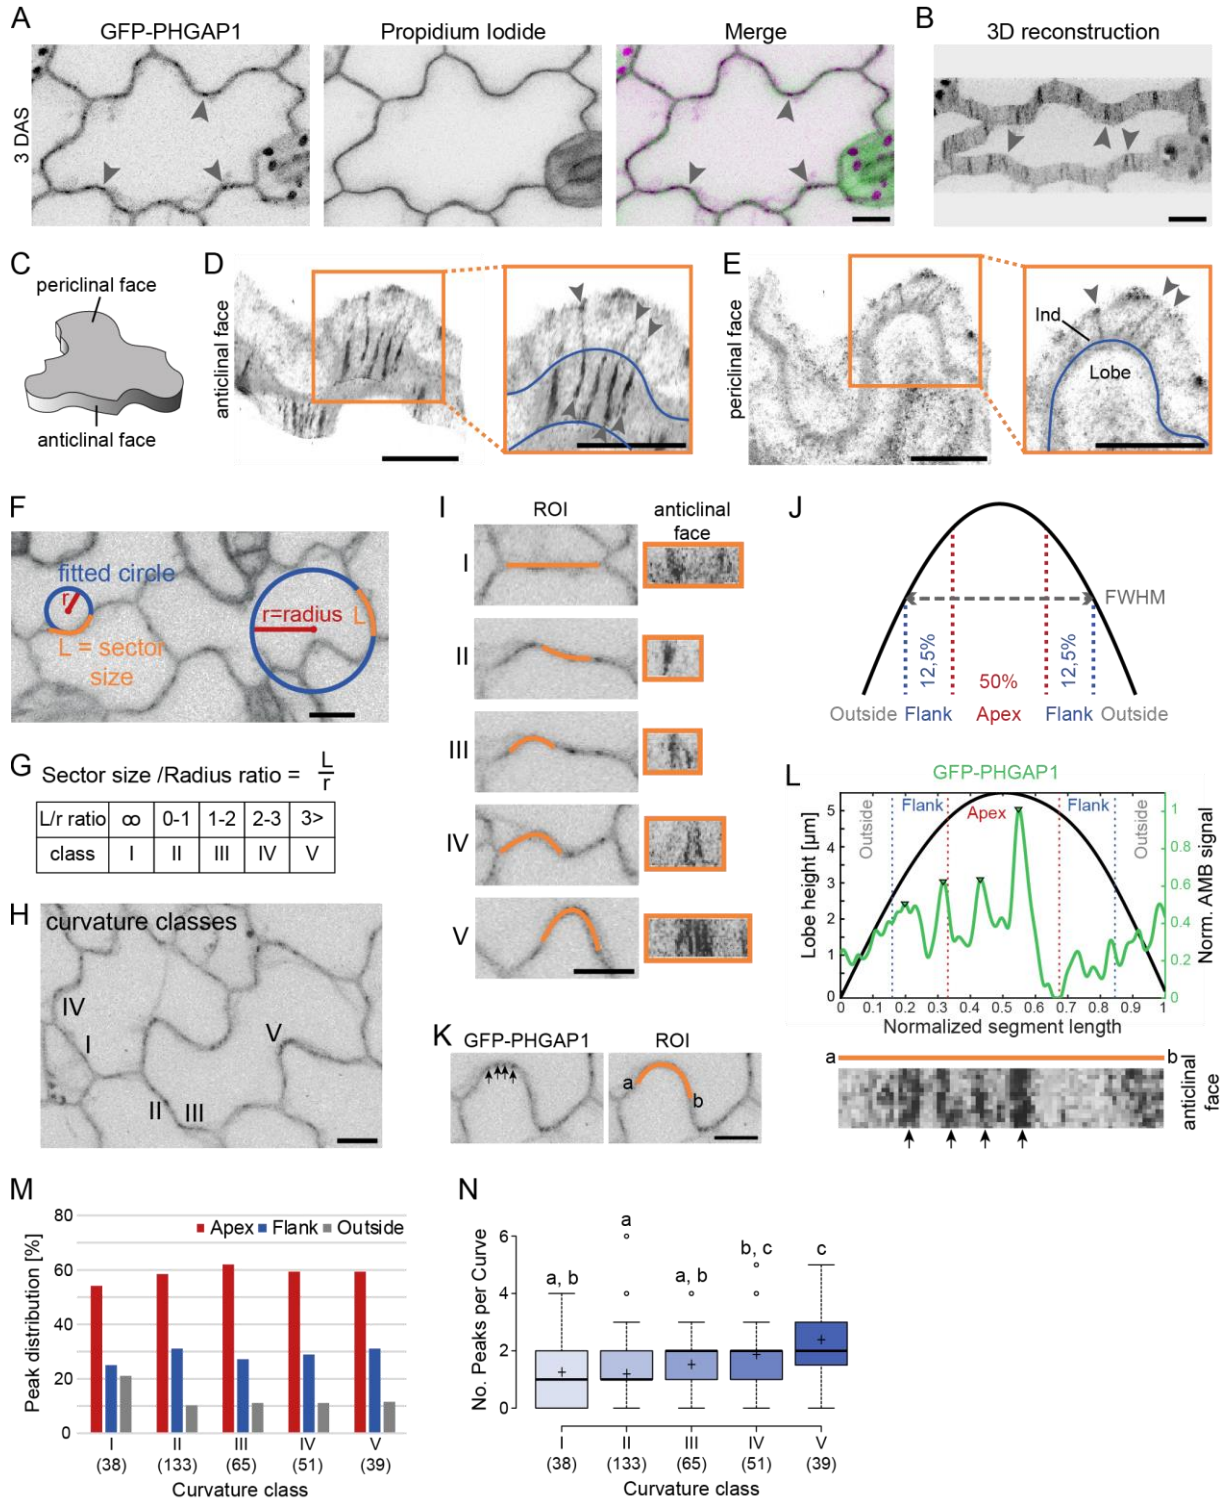 A
GFP-PHGAP1
Propidium Iodide
Merge
3 DAS
B
3D reconstruction
C
periclinal face
anticlinal face
D
anticlinal face
E
periclinal face
Ind
Lobe
F
fitted circle
r
L = sector
size
r=radius
L
G
Sector size /Radius ratio = L/r
L/r ratio ∞ 0-1 1-2 2-3 3>
class I II III IV V
H
curvature classes
IV
I
II
III
V
I
ROI
anticlinal
face
I
II
III
IV
V
J
FWHM
12,5%
50%
12,5%
Outside Flank Apex Flank Outside
K
GFP-PHGAP1
ROI
a
b
L
GFP-PHGAP1
Outside
Flank
Apex
Flank
Outside
Lobe height [µm]
5
4
3
2
1
0
Norm. AMB signal
1
0.8
0.6
0.4
0.2
0
0 0.1 0.2 0.3 0.4 0.5 0.6 0.7 0.8 0.9 1
Normalized segment length
a
b
anticlinal
face
M
Peak distribution [%]
80
60
40
20
0
Apex Flank Outside
I II III IV V
(38) (133) (65) (51) (39)
Curvature class
N
No. Peaks per Curve
6
4
2
0
a, b
a
a, b
b, c
c
I II III IV V
(38) (133) (65) (51) (39)
Curvature class